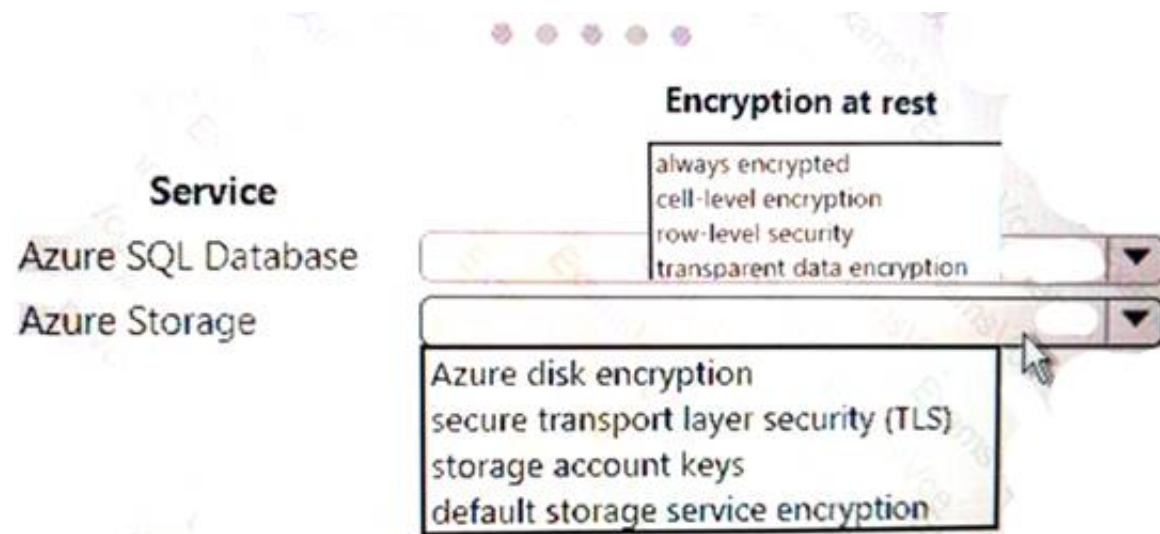 Encryption at rest
always encrypted
cell-level encryption
Service
row-level security
Azure SQL Database
transparent data encryption
Azure Storage
Azure disk encryption
secure transport layer security (TLS)
storage account keys
default storage service encryption